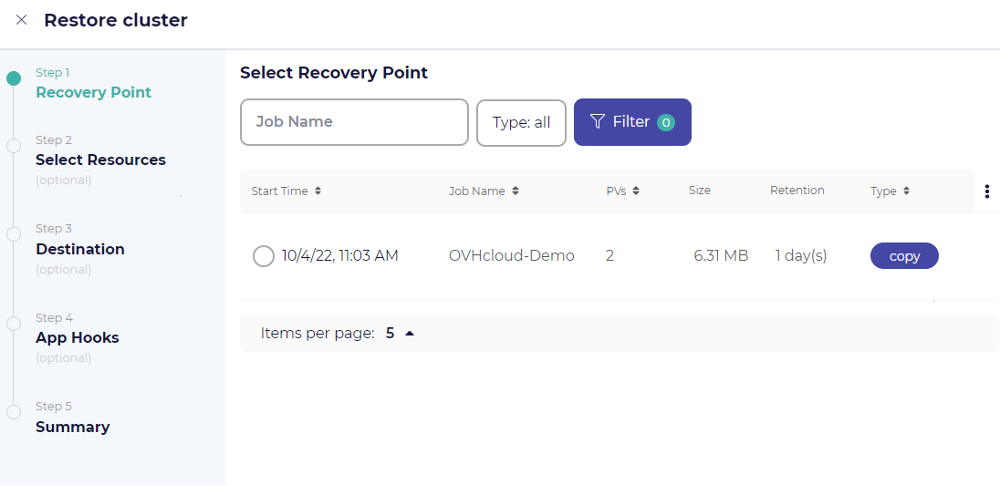 Restore cluster
Step 1
Recovery Point
Step 2
Select Resources
(optional)
Step 3
Destination
(optional)
Step 4
App Hooks
(optional)
Step 5
Summary
Select Recovery Point
Job Name
Type: all
Filter 0
Start Time Job Name PVs Size Retention Type
10/4/22, 11:03 AM OVHcloud-Demo 2 6.31 MB 1 day(s) copy
Items per page: 5